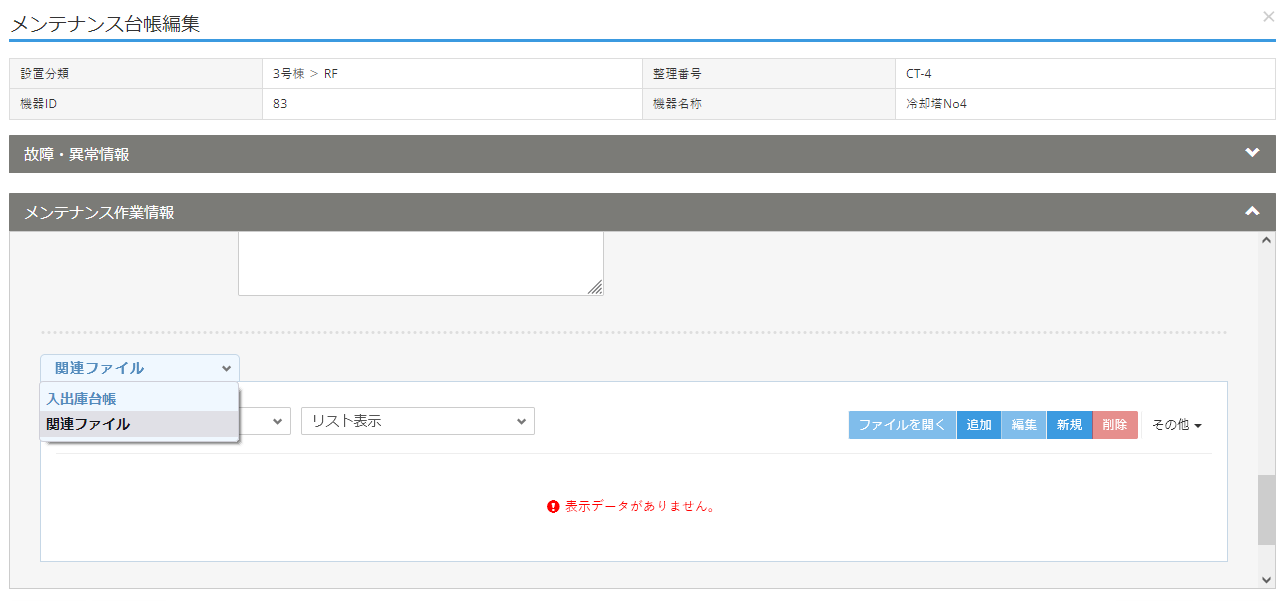 メンテナンス台帳編集
設置分類 3号棟 > RF 整理番号 CT-4
機器ID 83 機器名称 冷却塔No4
故障・異常情報
メンテナンス作業情報
関連ファイル
入出庫台帳
関連ファイル
リスト表示 ファイルを開く 追加 編集 新規 削除 その他
表示データがありません。